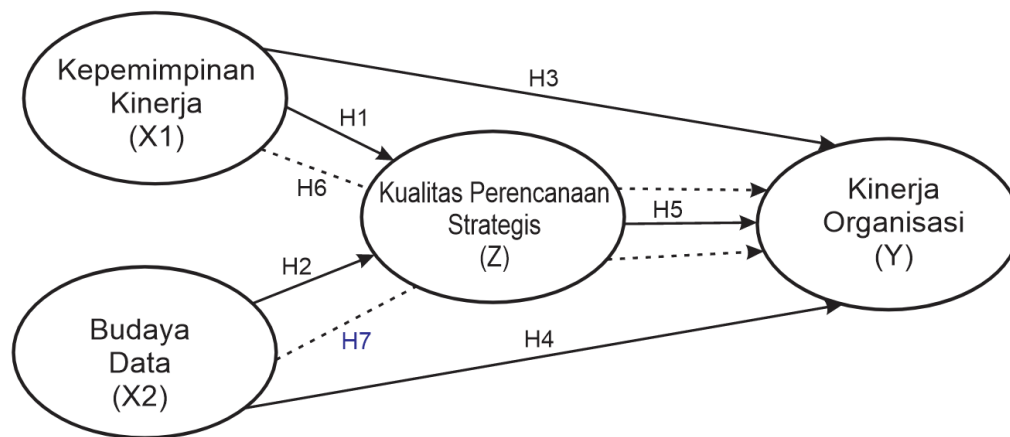 Kepemimpinan
Kinerja
(X1)
H3
H1
H6
Kualitas Perencanaan
Strategis
(Z)
H5
Kinerja
Organisasi
(Y)
H2
Budaya
Data
(X2)
H7
H4